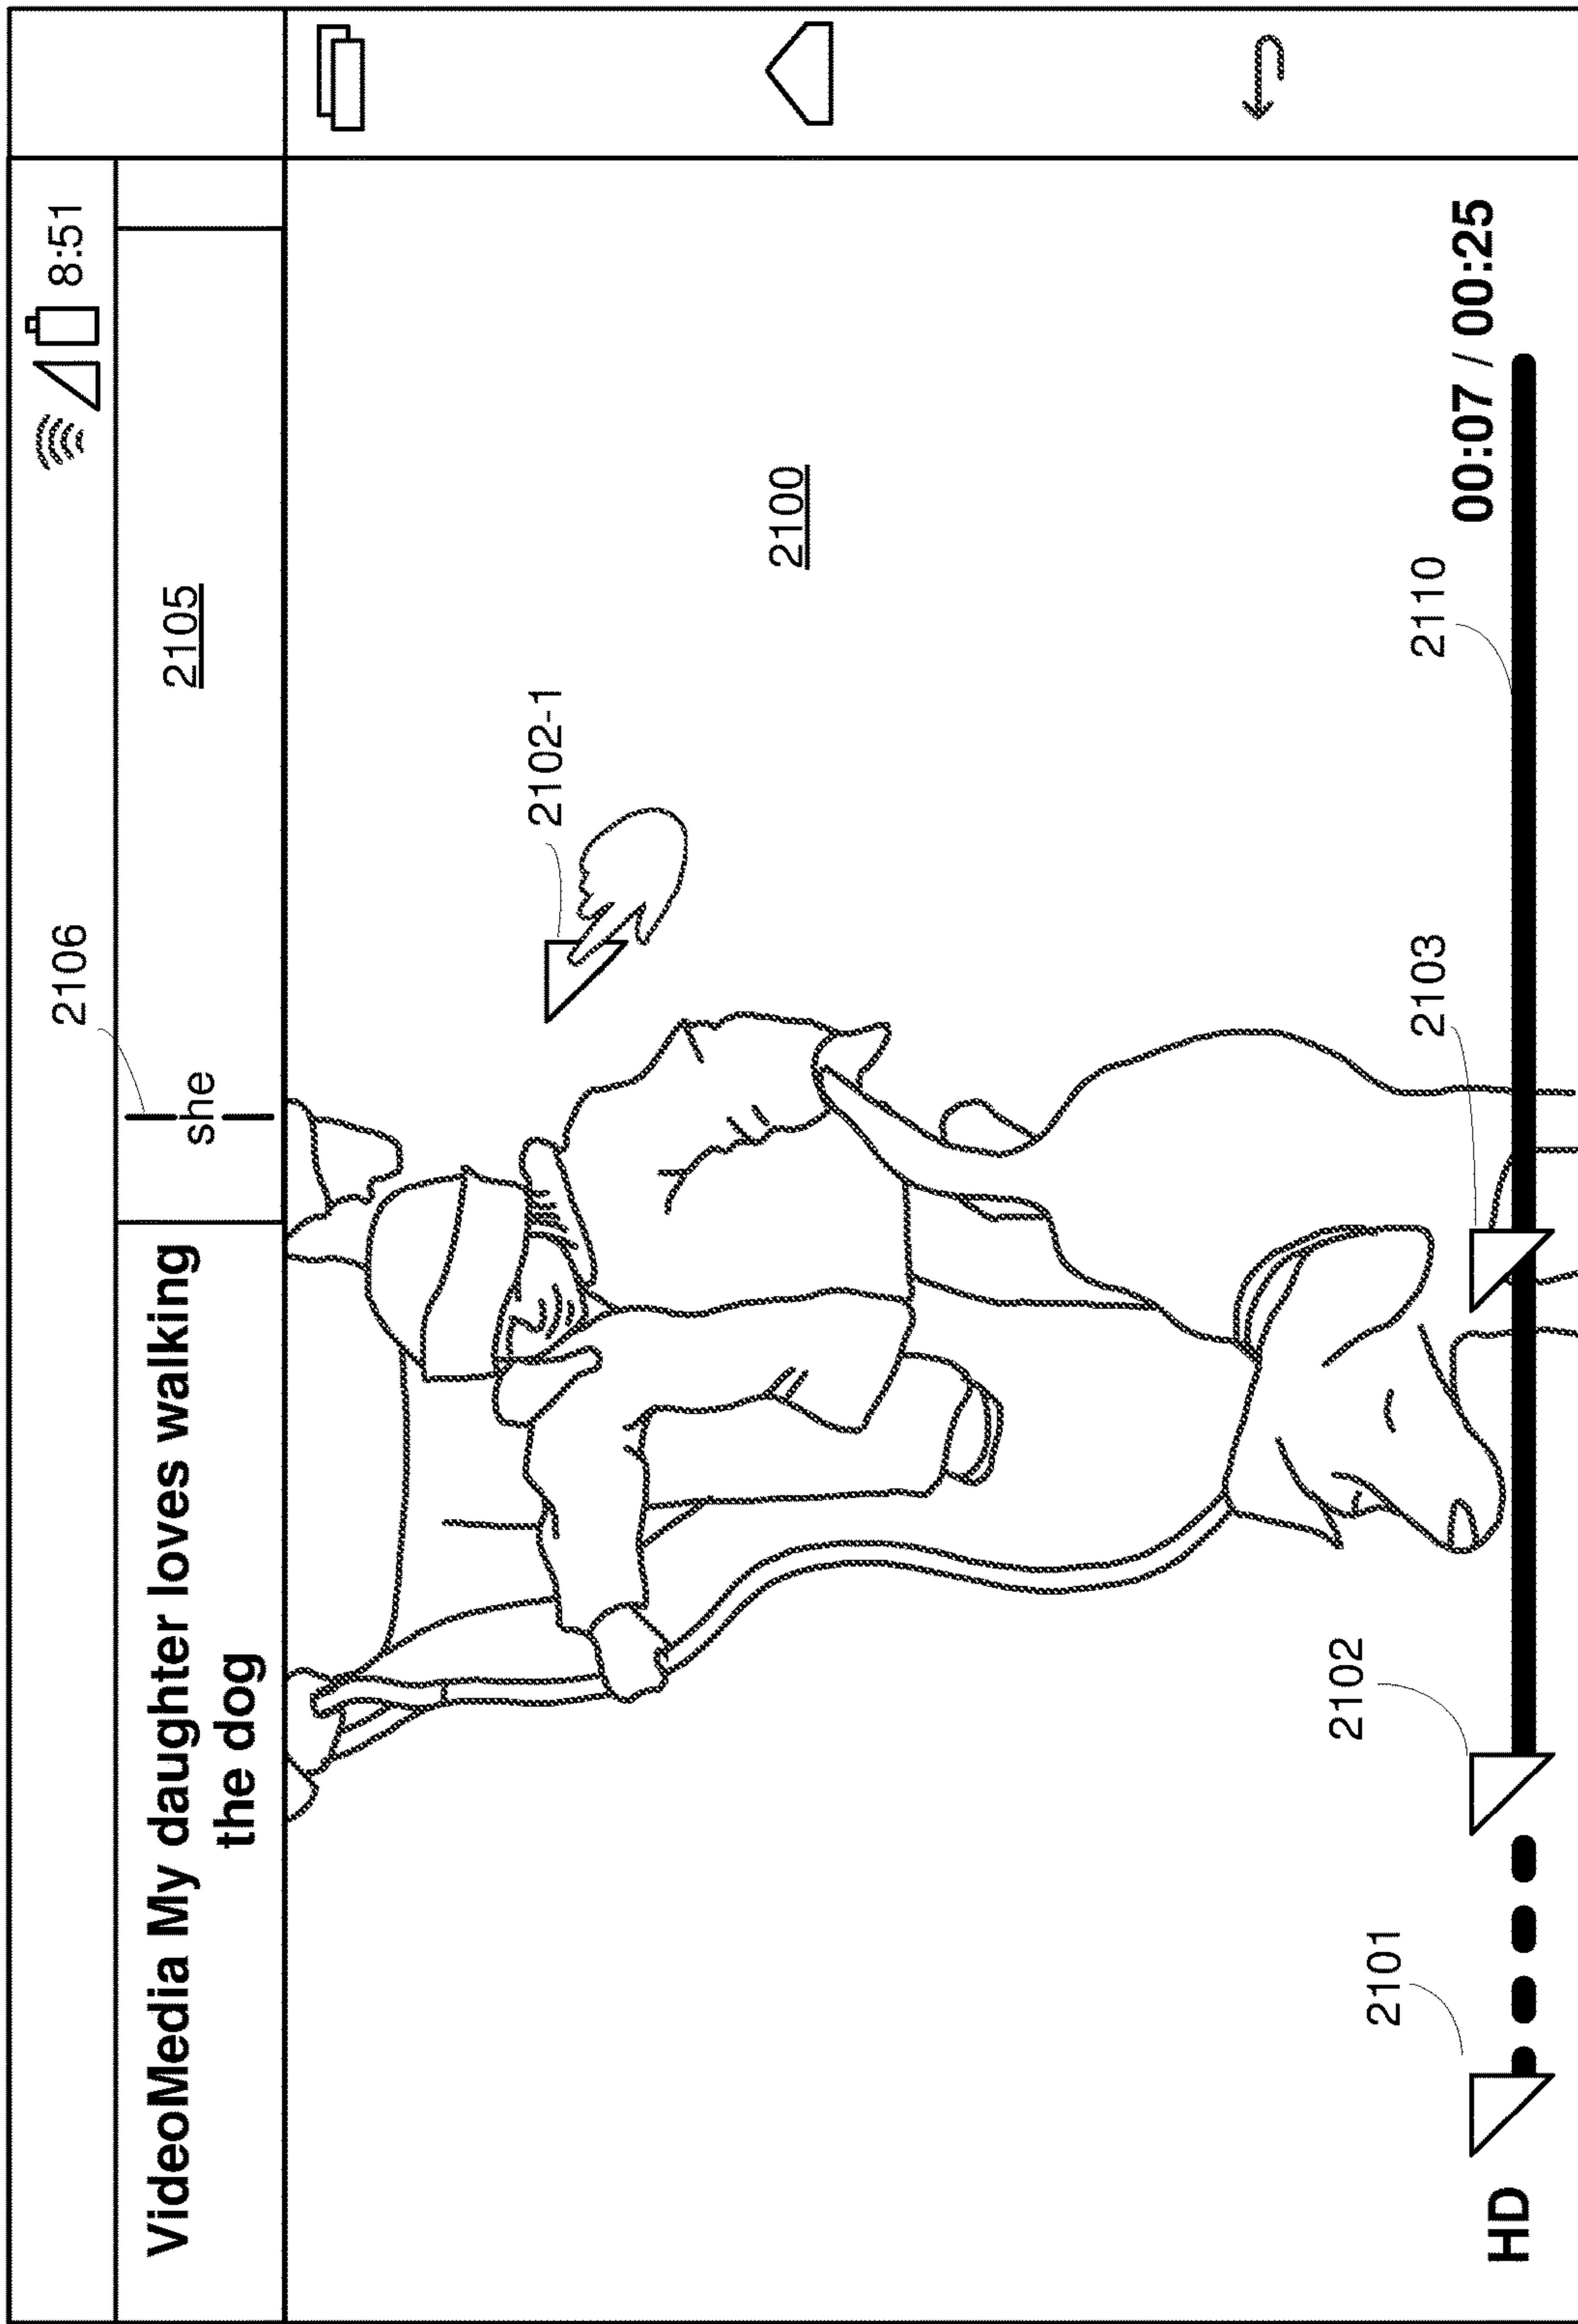 8:51
2106
VideoMedia My daughter loves walking
the dog
she
2105
2102-1
2100
2101
2102
2103
2110
00:07 / 00:25
HD